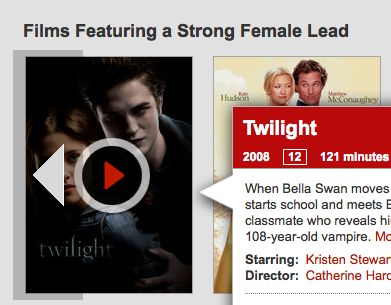 Films Featuring a Strong Female Lead
Kate
Hudson
Matthew
McConaughey
Twilight
2008 12 121 minutes
When Bella Swan moves
starts school and meets E
classmate who reveals hi
108-year-old vampire. Mo
Starring: Kristen Stewar
Director: Catherine Hard
twilight